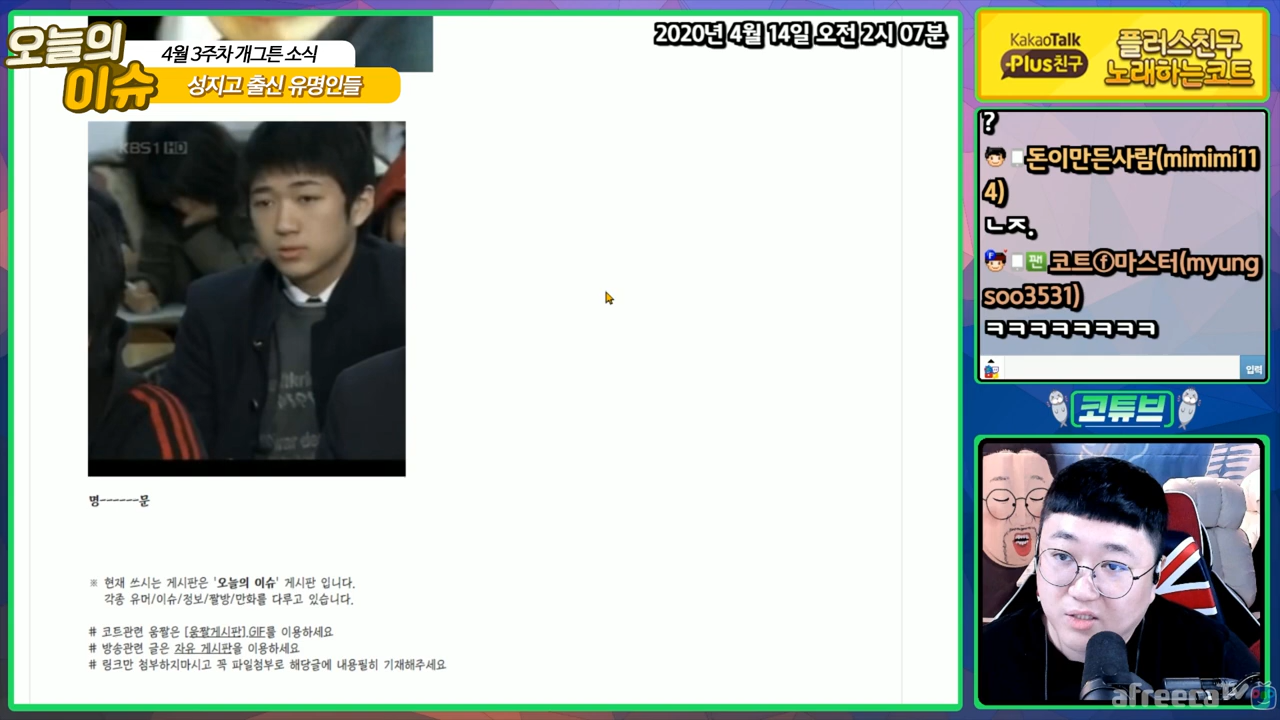 오늘의
이슈
4월 3주차 개그튼 소식
성지고 출신 유명인들
2020년 4월 14일 오전 2시 07분
KBS1 HD
명------문
※ 현재 쓰시는 게시판은 '오늘의 이슈' 게시판 입니다.
각종 유머/이슈/정보/짤방/만화를 다루고 있습니다.
# 코트관련 움짤은 [움짤게시판].GIF를 이용하세요
# 방송관련 글은 자유 게시판을 이용하세요
# 링크만 첨부하지마시고 꼭 파일첨부로 해당글에 내용필히 기재해주세요
KakaoTalk
Plus친구
플러스친구
노래하는코트
?
돈이만든사람(mimimi11
4)
ㄴㅈ.
팬 코트ⓕ마스터(myung
soo3531)
ㅋㅋㅋㅋㅋㅋㅋㅋ
입력
코튜브
afreecaTV